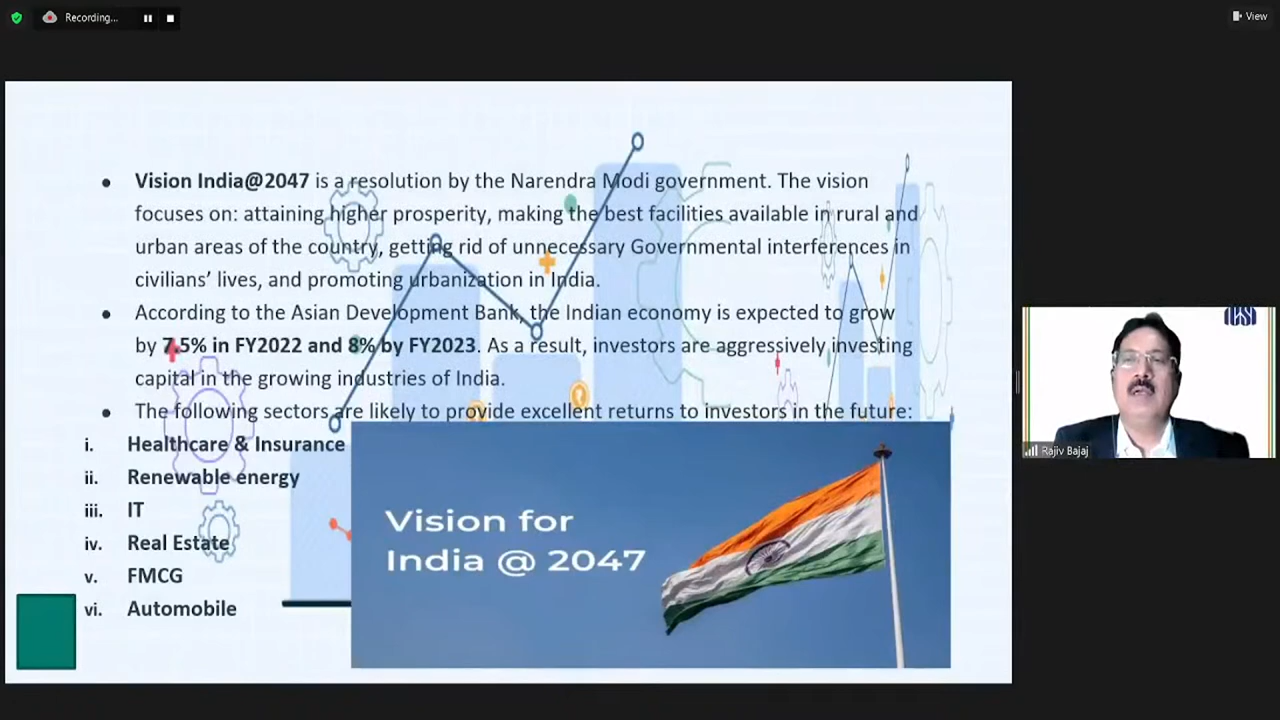 Recording...
View
• Vision India@2047 is a resolution by the Narendra Modi government. The vision
focuses on: attaining higher prosperity, making the best facilities available in rural and
urban areas of the country, getting rid of unnecessary Governmental interferences in
civilians’ lives, and promoting urbanization in India.
• According to the Asian Development Bank, the Indian economy is expected to grow
by 7.5% in FY2022 and 8% by FY2023. As a result, investors are aggressively investing
capital in the growing industries of India.
• The following sectors are likely to provide excellent returns to investors in the future:
i. Healthcare & Insurance
ii. Renewable energy
iii. IT
iv. Real Estate
v. FMCG
vi. Automobile
Vision for
India @ 2047
Rajiv Bajaj